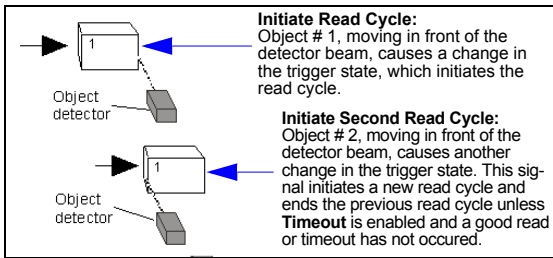 Initiate Read Cycle:
Object # 1, moving in front of the
detector beam, causes a change in
the trigger state, which initiates the
read cycle.
1
Object
detector
Initiate Second Read Cycle:
Object # 2, moving in front of the
detector beam, causes another
change in the trigger state. This sig-
nal initiates a new read cycle and
ends the previous read cycle unless
Timeout is enabled and a good read
or timeout has not occured.
1
Object
detector